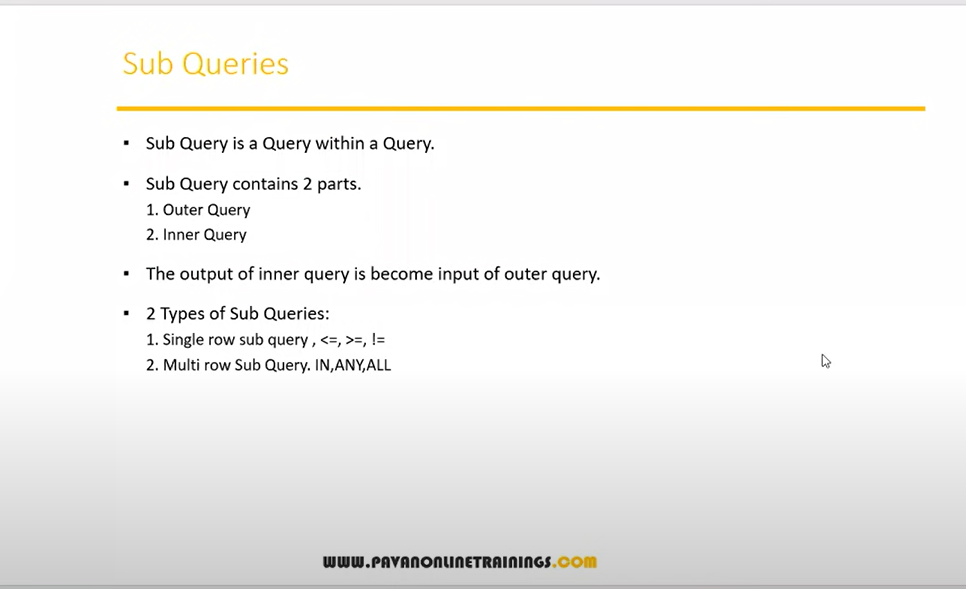 Sub Queries
▪ Sub Query is a Query within a Query.
▪ Sub Query contains 2 parts.
1. Outer Query
2. Inner Query
▪ The output of inner query is become input of outer query.
▪ 2 Types of Sub Queries:
1. Single row sub query , <=, >=, !=
2. Multi row Sub Query. IN,ANY,ALL
WWW.PAVANONLINETRAININGS.COM